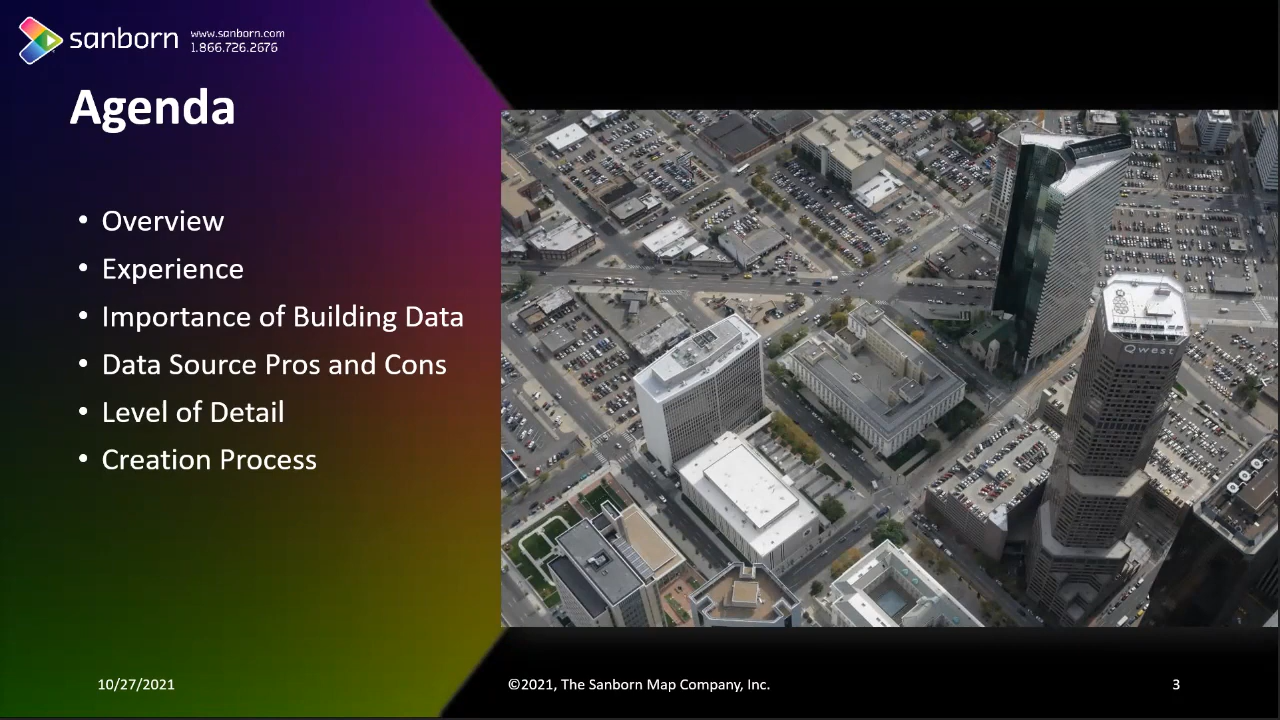 sanborn
www.sanborn.com
1.866.726.2676
Agenda
• Overview
• Experience
• Importance of Building Data
• Data Source Pros and Cons
• Level of Detail
• Creation Process
Qwest
10/27/2021
©2021, The Sanborn Map Company, Inc.
3